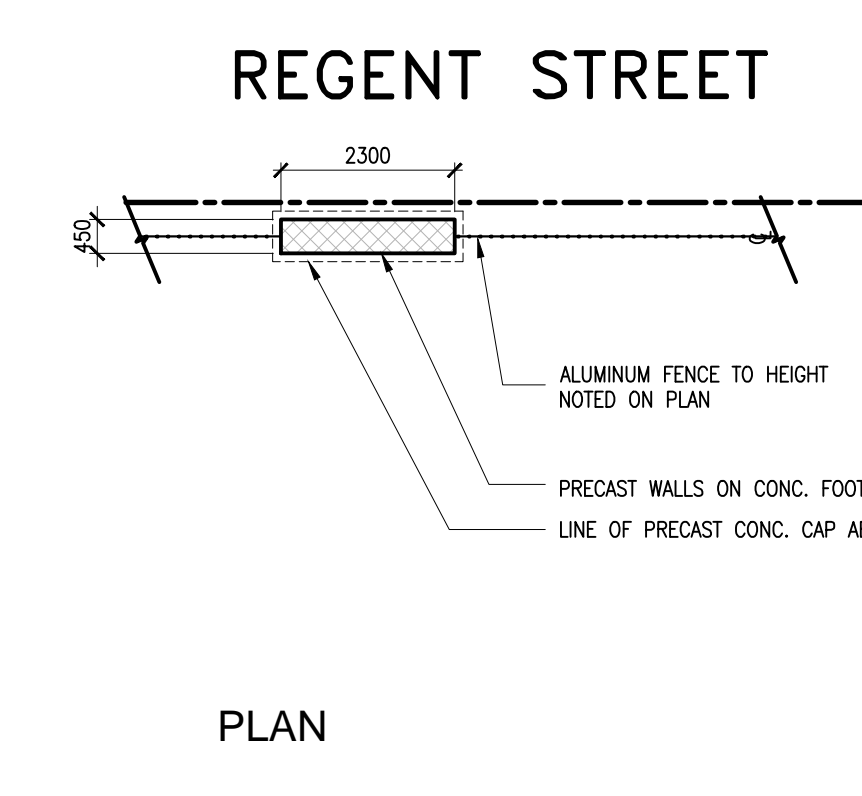 REGENT STREET
2300
450
ALUMINUM FENCE TO HEIGHT
NOTED ON PLAN
PRECAST WALLS ON CONC.
LINE OF PRECAST CONC. CAP
PLAN